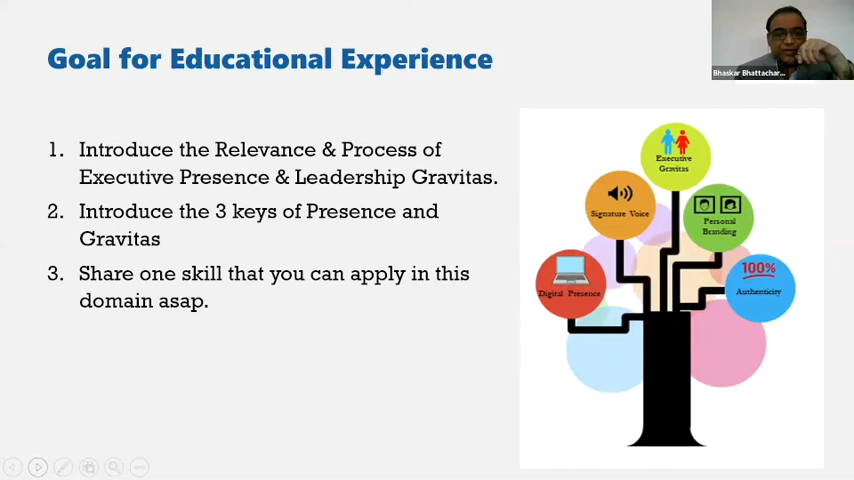 Goal for Educational Experience
Bhaskar Bhattachar...
1. Introduce the Relevance & Process of
Executive Presence & Leadership Gravitas.
2. Introduce the 3 keys of Presence and
Gravitas
3. Share one skill that you can apply in this
domain asap.
Executive
Gravitas
Signature Voice
Personal
Branding
Digital Presence
100%
Authenticity